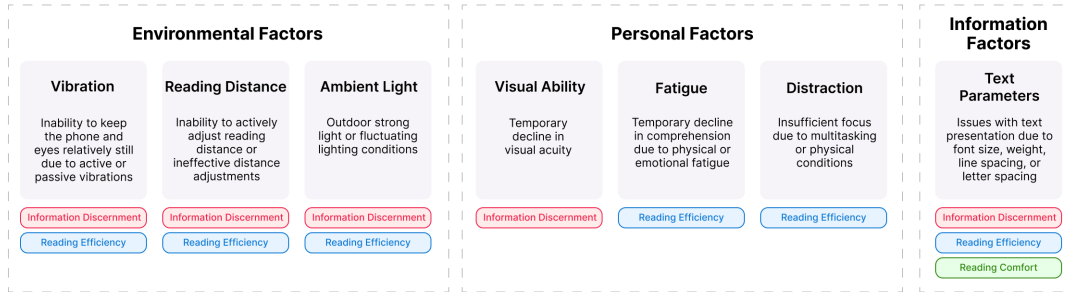 Environmental Factors
Vibration
Inability to keep
the phone and
eyes relatively still
due to active or
passive vibrations
Information Discernment
Reading Efficiency
Reading Distance
Inability to actively
adjust reading
distance or
ineffective distance
adjustments
Information Discernment
Reading Efficiency
Ambient Light
Outdoor strong
light or fluctuating
lighting conditions
Information Discernment
Reading Efficiency
Personal Factors
Visual Ability
Temporary
decline in
visual acuity
Information Discernment
Fatigue
Temporary decline
in comprehension
due to physical or
emotional fatigue
Reading Efficiency
Distraction
Insufficient focus
due to multitasking
or physical
conditions
Reading Efficiency
Information
Factors
Text
Parameters
Issues with text
presentation due to
font size, weight,
line spacing, or
letter spacing
Information Discernment
Reading Efficiency
Reading Comfort